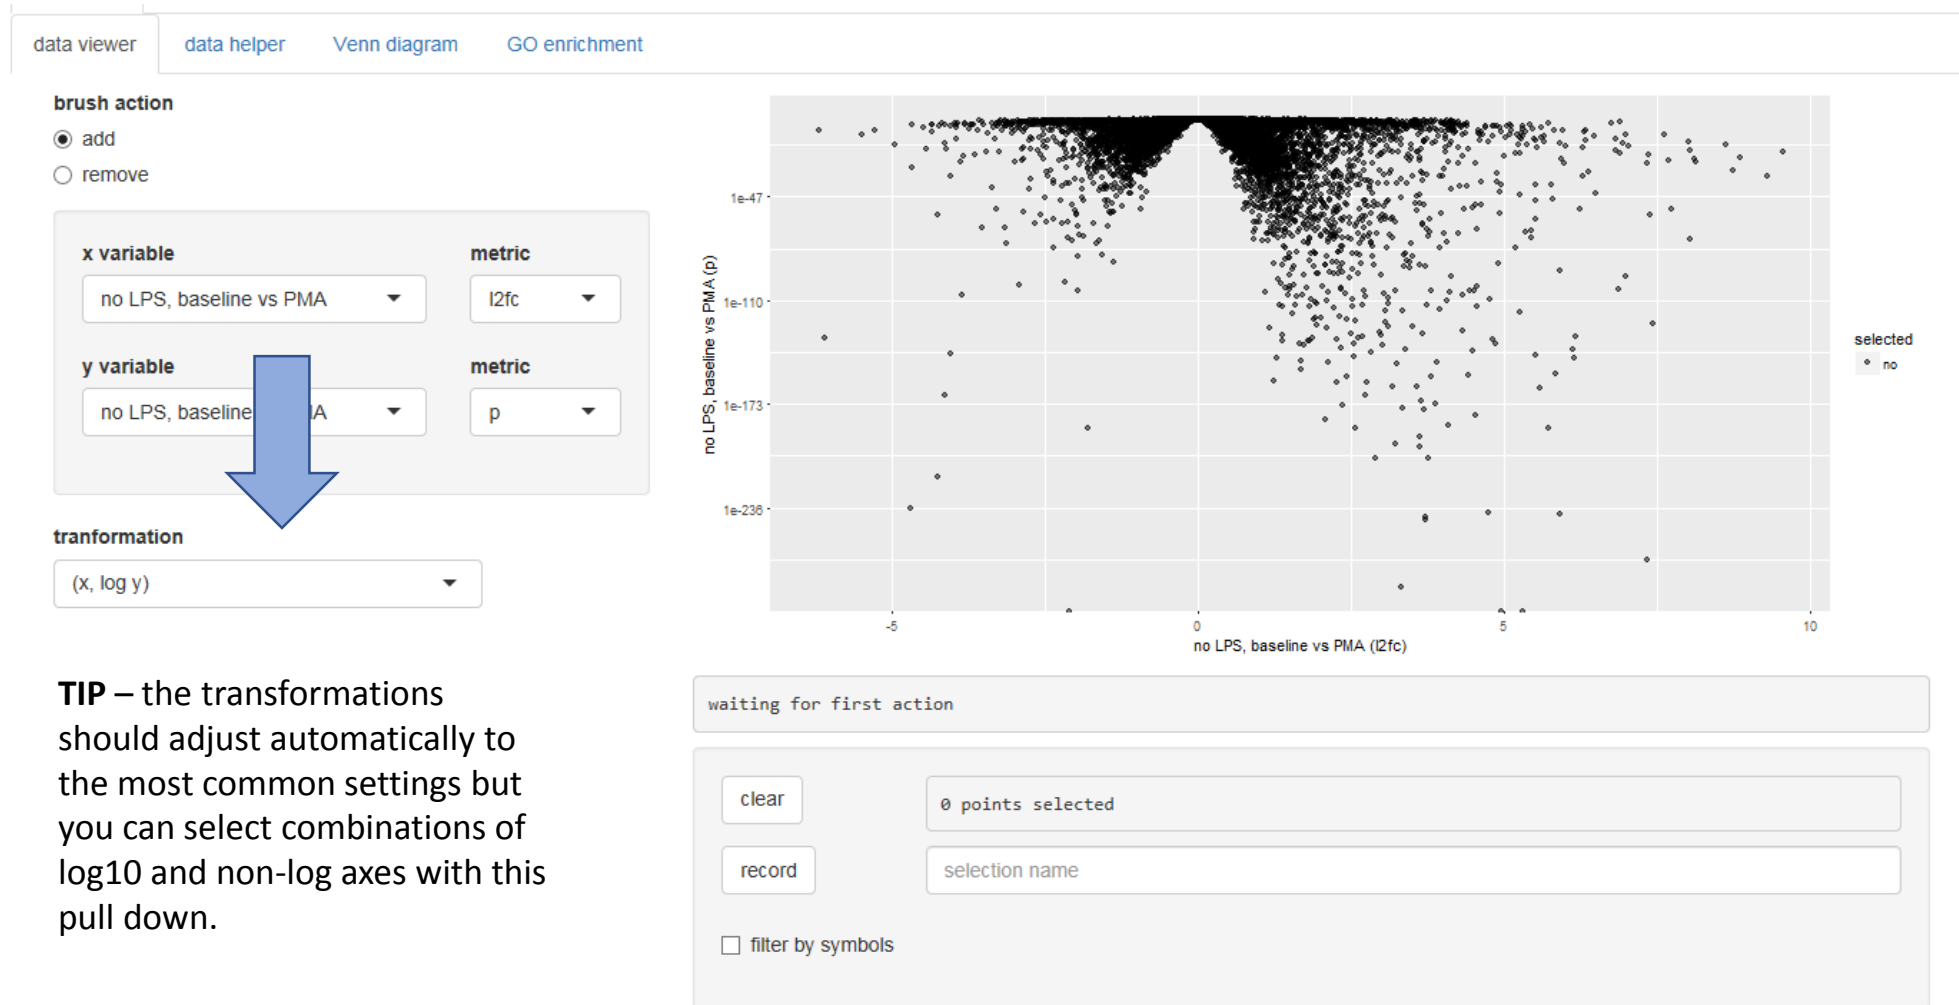 data viewer data helper Venn diagram GO enrichment
brush action
add
remove
x variable metric
no LPS, baseline vs PMA l2fc
y variable metric
no LPS, baseline A p
tranformation
(x, log y)
TIP – the transformations
should adjust automatically to
the most common settings but
you can select combinations of
log10 and non-log axes with this
pull down.
no LPS, baseline vs PMA (p)
1e-47
1e-110
1e-173
1e-236
-5 0 5 10
no LPS, baseline vs PMA (l2fc)
selected
no
waiting for first action
clear 0 points selected
record selection name
filter by symbols